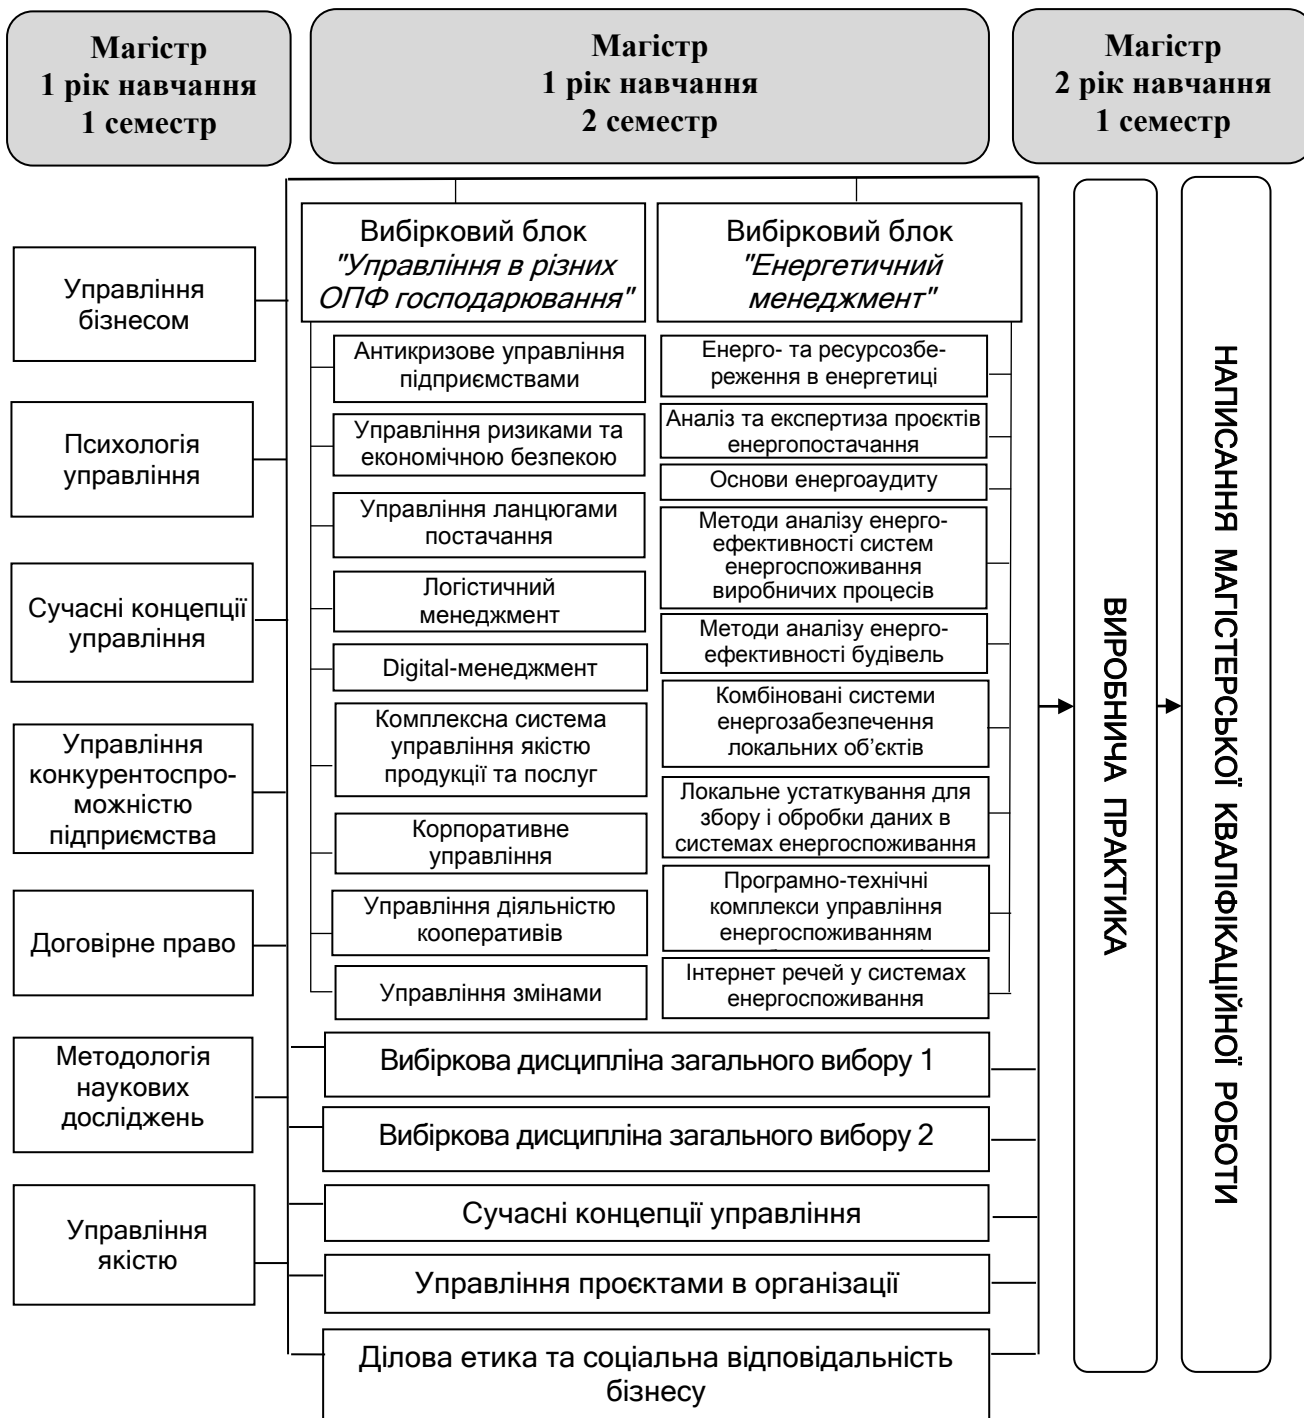 Магістр
1 рік навчання
1 семестр
Магістр
1 рік навчання
2 семестр
Магістр
2 рік навчання
1 семестр
Управління
бізнесом
Психологія
управління
Сучасні концепції
управління
Управління
конкурентоспро-
можністю
підприємства
Договірне право
Методологія
наукових
досліджень
Управління
якістю
Вибірковий блок
"Управління в різних
ОПФ господарювання"
Антикризове управління
підприємствами
Управління ризиками та
економічною безпекою
Управління ланцюгами
постачання
Логістичний
менеджмент
Digital-менеджмент
Комплексна система
управління якістю
продукції та послуг
Корпоративне
управління
Управління діяльністю
кооперативів
Управління змінами
Вибірковий блок
"Енергетичний
менеджмент"
Енерго- та ресурсозбе-
реження в енергетиці
Аналіз та експертиза проєктів
енергопостачання
Основи енергоаудиту
Методи аналізу енерго-
ефективності систем
енергоспоживання
виробничих процесів
Методи аналізу енерго-
ефективності будівель
Комбіновані системи
енергозабезпечення
локальних об’єктів
Локальне устаткування для
збору і обробки даних в
системах енергоспоживання
Програмно-технічні
комплекси управління
енергоспоживанням
Інтернет речей у системах
енергоспоживання
Вибіркова дисципліна загального вибору 1
Вибіркова дисципліна загального вибору 2
Сучасні концепції управління
Управління проєктами в організації
Ділова етика та соціальна відповідальність
бізнесу
ВИРОБНИЧА ПРАКТИКА
НАПИСАННЯ МАГІСТЕРСЬКОЇ КВАЛІФІКАЦІЙНОЇ РОБОТИ